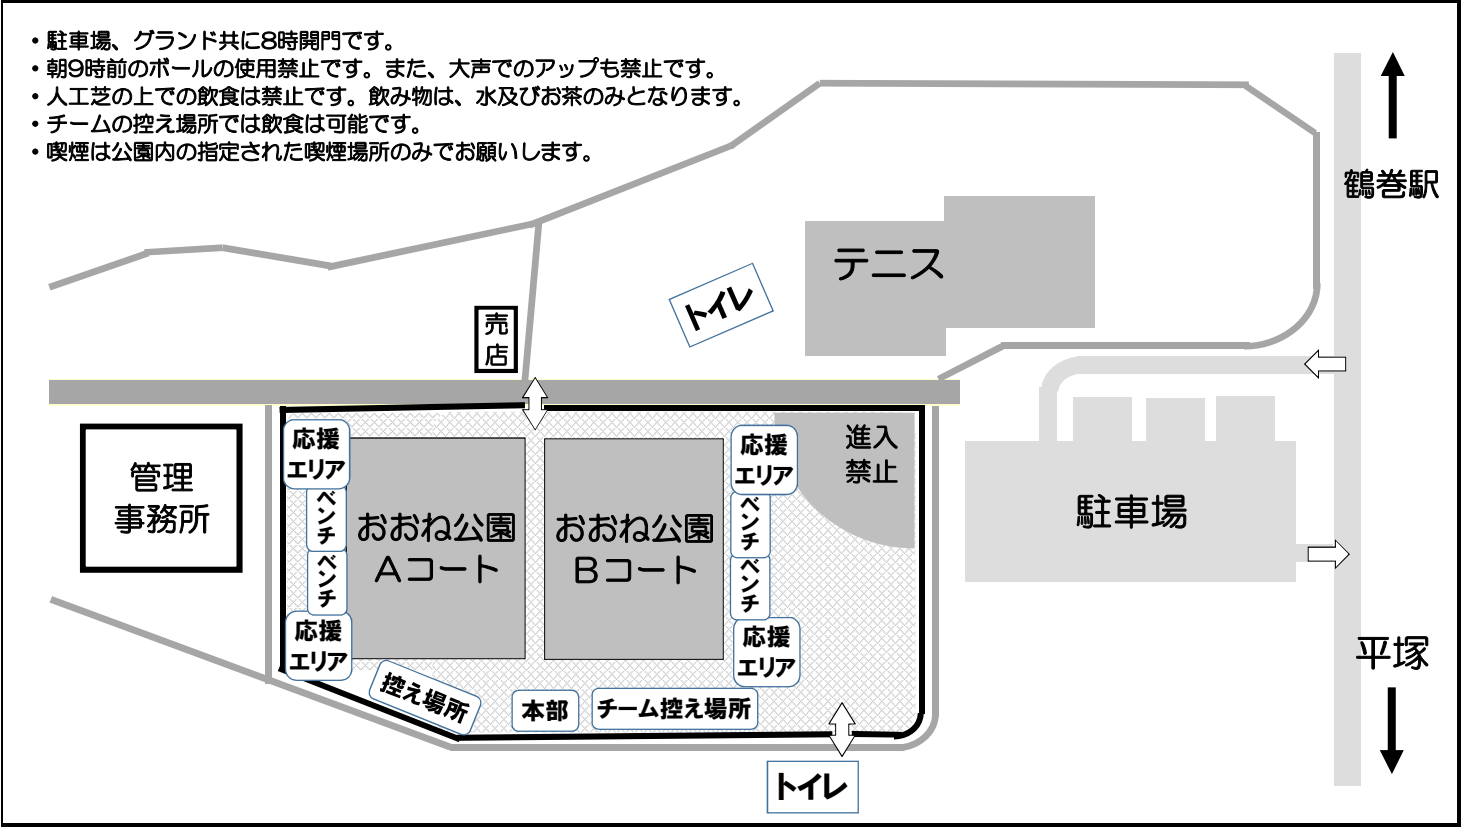 ・駐車場、グランド共に8時開門です。
・朝9時前のボールの使用禁止です。また、大声でのアップも禁止です。
・人工芝の上での飲食は禁止です。飲み物は、水及びお茶のみとなります。
・チームの控え場所では飲食は可能です。
・喫煙は公園内の指定された喫煙場所のみでお願いします。
鶴巻駅
テニス
トイレ
売店
管理
事務所
応援
エリア
ベンチ
ベンチ
応援
エリア
おおね公園
Aコート
おおね公園
Bコート
応援
エリア
ベンチ
ベンチ
応援
エリア
進入
禁止
駐車場
平塚
控え場所
本部
チーム控え場所
トイレ